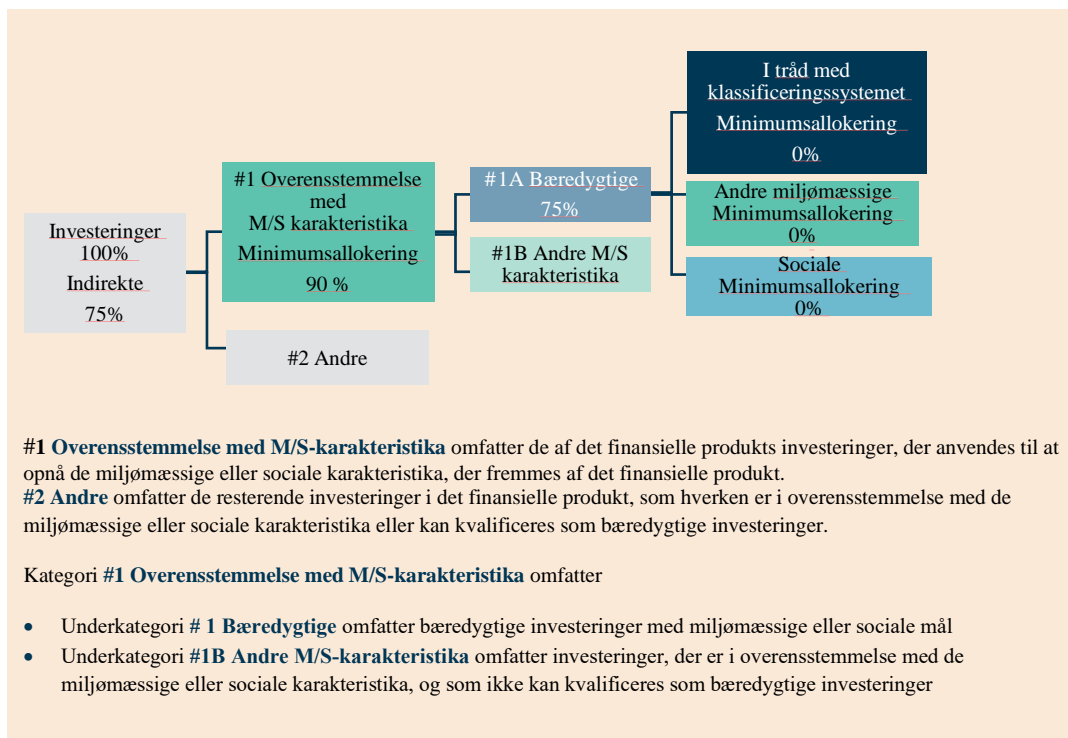 Investeringer
100%
Indirekte
75%
#1 Overensstemmelse
med
M/S karakteristika
Minimumsallokering
90 %
#2 Andre
#1A Bæredygtige
75%
#1B Andre M/S
karakteristika
I tråd med
klassificeringssystemet
Minimumsallokering
0%
Andre miljømæssige
Minimumsallokering
0%
Sociale
Minimumsallokering
0%
#1 Overensstemmelse med M/S-karakteristika omfatter de af det finansielle produkts investeringer, der anvendes til at
opnå de miljømæssige eller sociale karakteristika, der fremmes af det finansielle produkt.
#2 Andre omfatter de resterende investeringer i det finansielle produkt, som hverken er i overensstemmelse med de
miljømæssige eller sociale karakteristika eller kan kvalificeres som bæredygtige investeringer.
Kategori #1 Overensstemmelse med M/S-karakteristika omfatter
• Underkategori # 1 Bæredygtige omfatter bæredygtige investeringer med miljømæssige eller sociale mål
• Underkategori #1B Andre M/S-karakteristika omfatter investeringer, der er i overensstemmelse med de
miljømæssige eller sociale karakteristika, og som ikke kan kvalificeres som bæredygtige investeringer